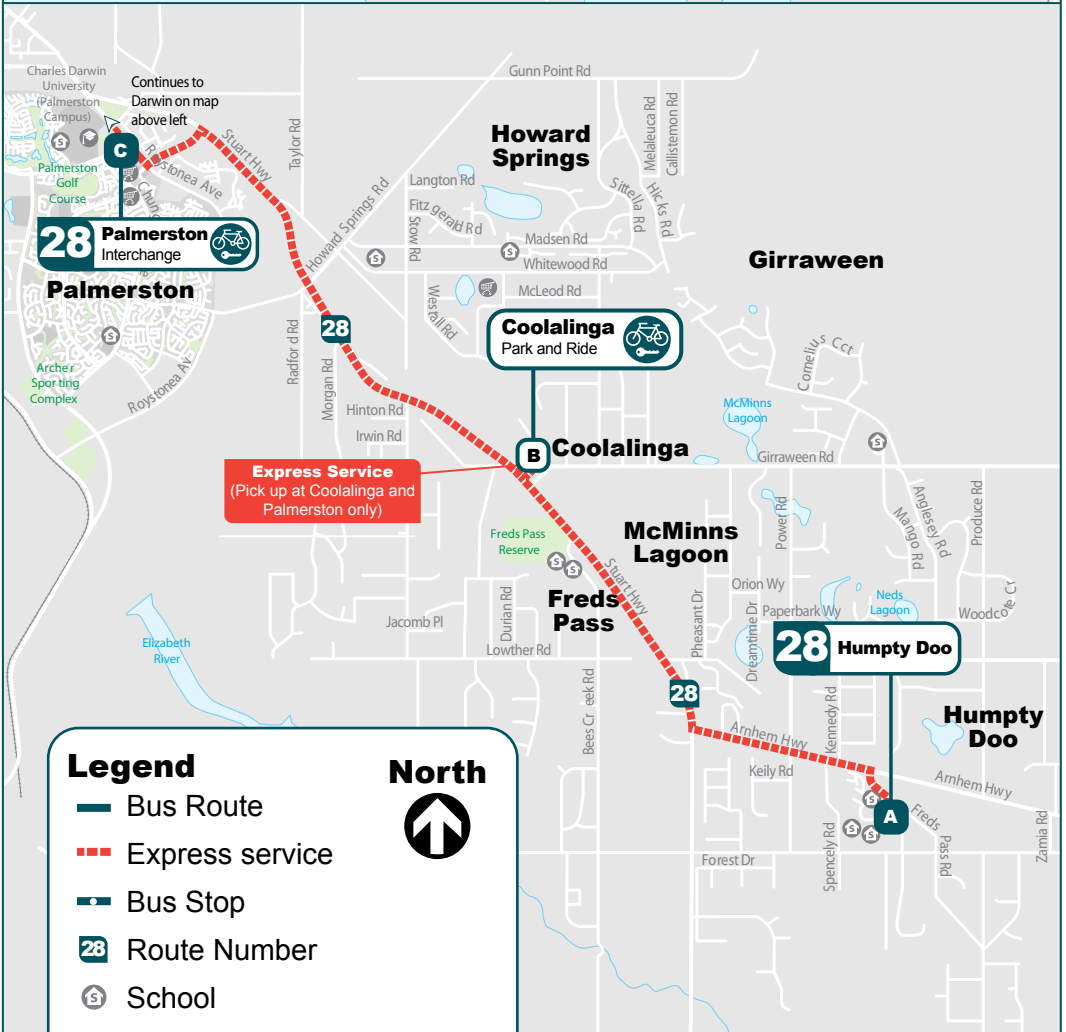 Gunn Point Rd
Charles Darwin
University
(Palmerston
Campus)
Continues to
Darwin on map
above left
Taylor Rd
Stuart Hwy
Howard
Springs
Melaleuca Rd
Callistemon Rd
C
Roystonea Ave
Palmerston
Golf
Course
Langton Rd
Fitzgerald Rd
Stow Rd
Howard Springs Rd
Sittella Rd
Hicks Rd
28 Palmerston
Interchange
Madsen Rd
Whitewood Rd
Girraween
Palmerston
McLeod Rd
Westall Rd
28
Coolalinga
Park and Ride
Radford Rd
Morgan Rd
Cornelius Cct
Archer
Sporting
Complex
Roystonea Av
Hinton Rd
Irwin Rd
McMinns
Lagoon
B
Coolalinga
Girraween Rd
Express Service
(Pick up at Coolalinga and
Palmerston only)
Power Rd
Anglesey Rd
Mango Rd
Produce Rd
Freds Pass
Reserve
McMinns
Lagoon
Stuart Hwy
Orion Wy
Freds
Pass
Durian Rd
Pheasant Dr
Dreamtime Dr
Paperbark Wy
Neds
Lagoon
Woodcote Cr
Jacomb Pl
Lowther Rd
Elizabeth
River
28 Humpty Doo
28
Bees Creek Rd
Kennedy Rd
Humpty
Doo
Arnhem Hwy
Keily Rd
Arnhem Hwy
A
Freds Pass Rd
Zamia Rd
Spencely Rd
Forest Dr
Legend
North
Bus Route
Express service
Bus Stop
28 Route Number
S School